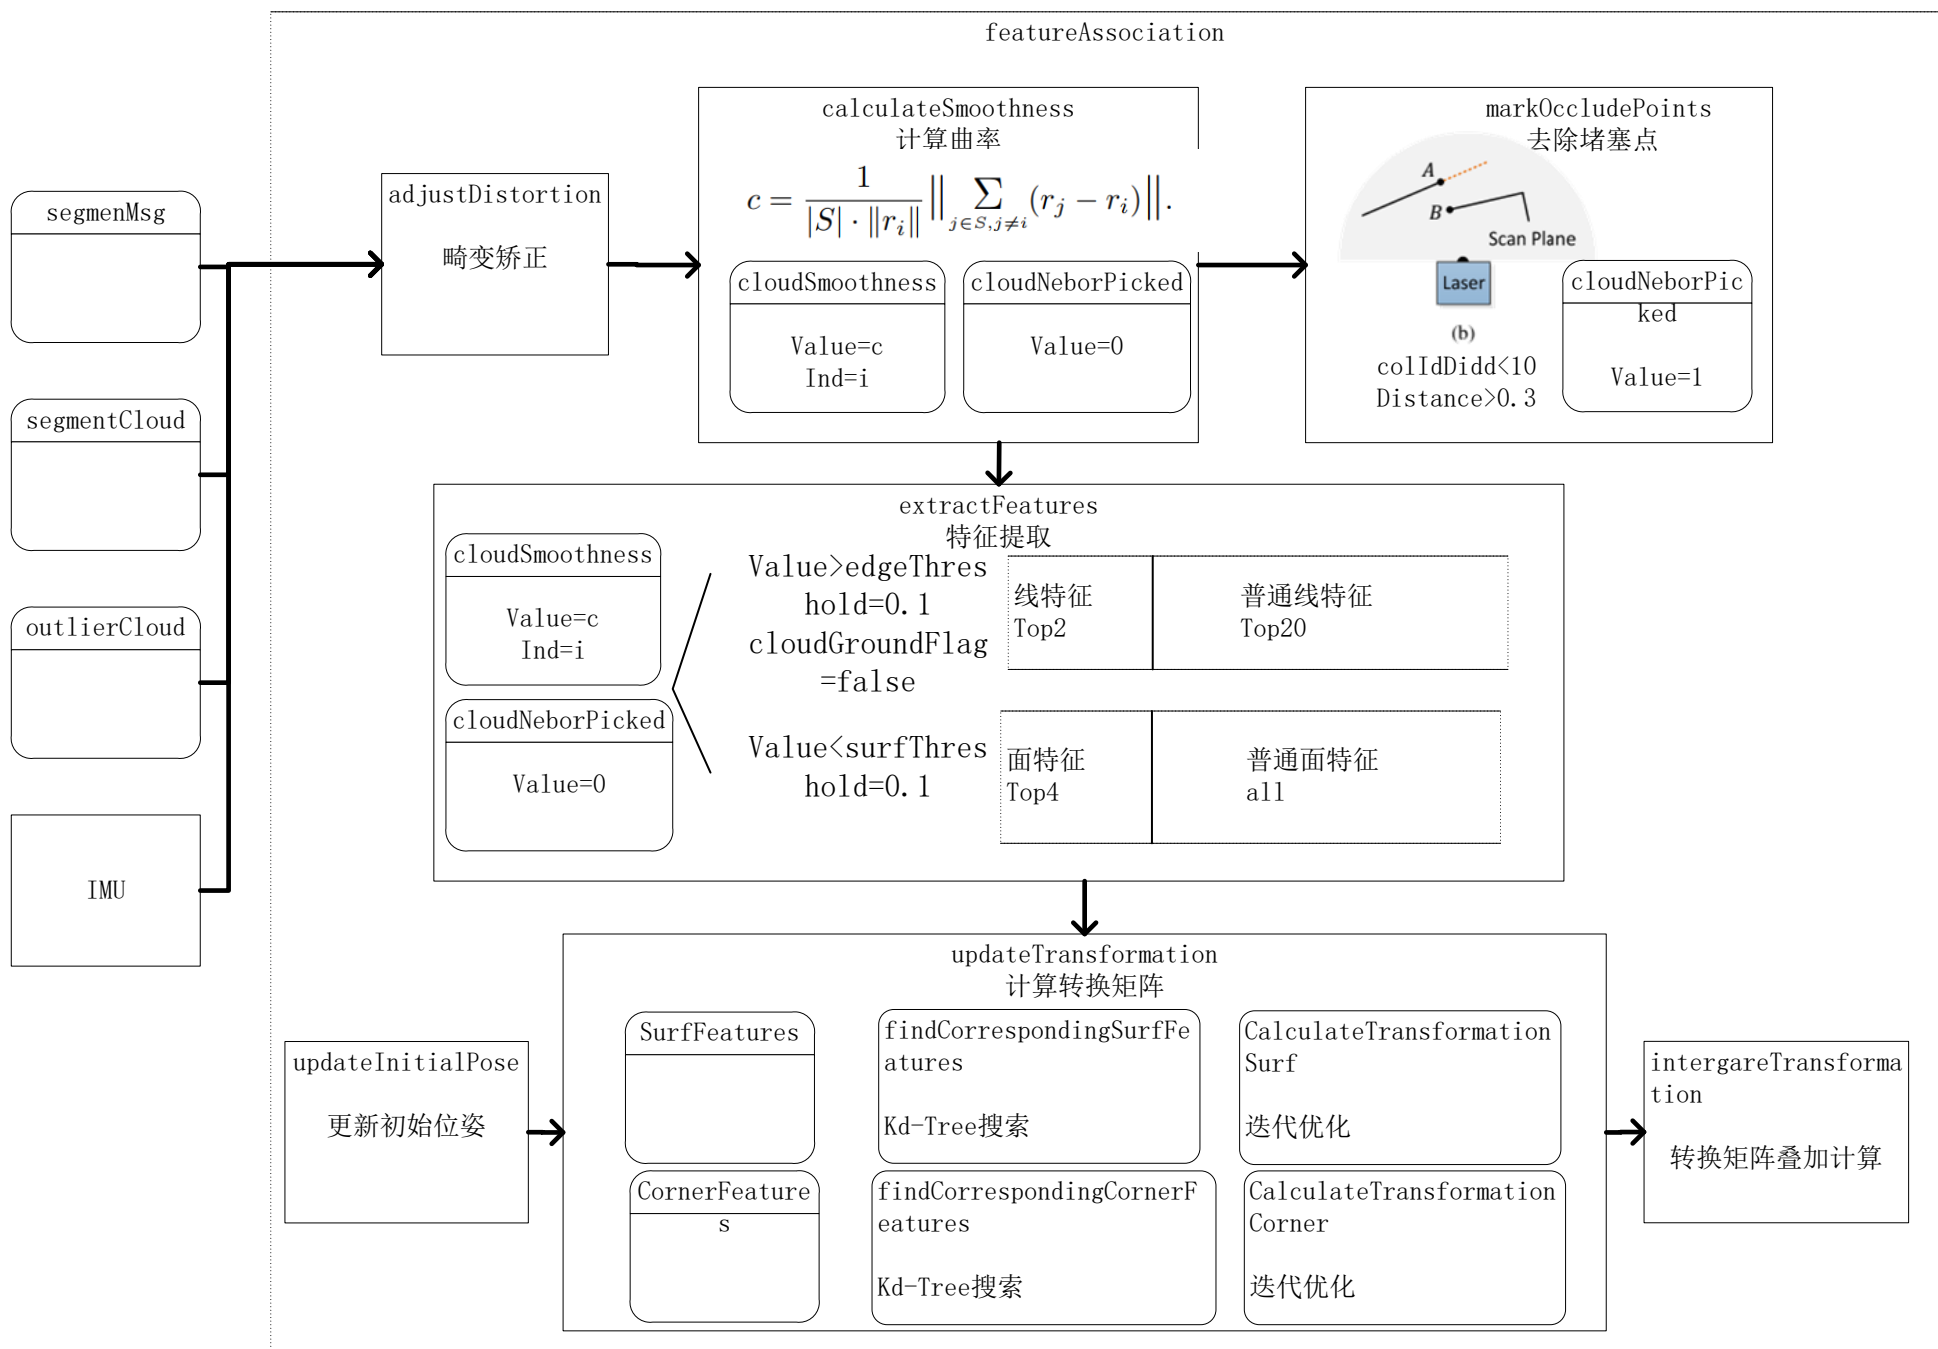 featureAssociation
segmenMsg
segmentCloud
outlierCloud
IMU
adjustDistortion
畸变矫正
calculateSmoothness
计算曲率
c = \frac{1}{|S| \cdot \|r_i\|} \| \sum_{j \in S, j \neq i} (r_j - r_i) \|.
cloudSmoothness
Value=c
Ind=i
cloudNeborPicked
Value=0
markOccludePoints
去除堵塞点
A
B
Scan Plane
Laser
(b)
colIdDidd<10
Distance>0.3
cloudNeborPic
ked
Value=1
extractFeatures
特征提取
cloudSmoothness
Value=c
Ind=i
cloudNeborPicked
Value=0
Value>edgeThres
hold=0.1
cloudGroundFlag
=false
线特征
Top2
普通线特征
Top20
Value<surfThres
hold=0.1
面特征
Top4
普通面特征
all
updateInitialPose
更新初始位姿
updateTransformation
计算转换矩阵
SurfFeatures
findCorrespondingSurfFe
atures
Kd-Tree搜索
CalculateTransformation
Surf
迭代优化
CornerFeature
s
findCorrespondingCornerF
eatures
Kd-Tree搜索
CalculateTransformation
Corner
迭代优化
intergareTransforma
tion
转换矩阵叠加计算